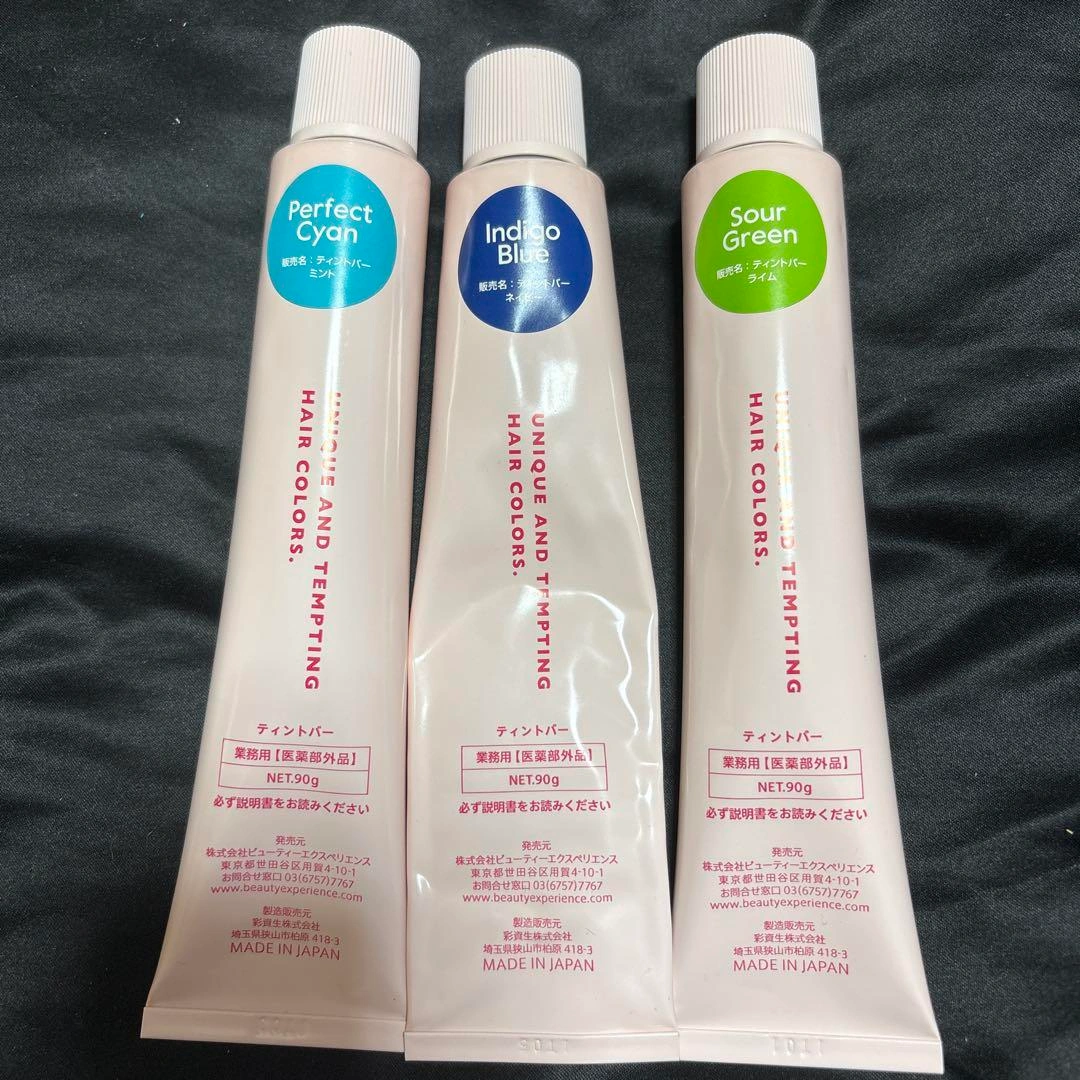 Perfect
Cyan
販売名：ティントバー
ミント
UNIQUE AND TEMPTING
HAIR COLORS.
ティントバー
業務用【医薬部外品】
NET.90g
必ず説明書をお読みください
発売元
株式会社ビューティーエクスペリエンス
東京都世田谷区用賀4-10-1
お問合せ窓口 03(6757)7767
www.beautyexperience.com
製造販売元
彩資生株式会社
埼玉県狭山市柏原 418-3
MADE IN JAPAN
Indigo
Blue
販売名：ティントバー
ネイビー
UNIQUE AND TEMPTING
HAIR COLORS.
ティントバー
業務用【医薬部外品】
NET.90g
必ず説明書をお読みください
発売元
株式会社ビューティーエクスペリエンス
東京都世田谷区用賀4-10-1
お問合せ窓口 03(6757)7767
www.beautyexperience.com
製造販売元
彩資生株式会社
埼玉県狭山市柏原 418-3
MADE IN JAPAN
Sour
Green
販売名：ティントバー
ライム
UNIQUE AND TEMPTING
HAIR COLORS.
ティントバー
業務用【医薬部外品】
NET.90g
必ず説明書をお読みください
発売元
株式会社ビューティーエクスペリエンス
東京都世田谷区用賀4-10-1
お問合せ窓口 03(6757)7767
www.beautyexperience.com
製造販売元
彩資生株式会社
埼玉県狭山市柏原 418-3
MADE IN JAPAN